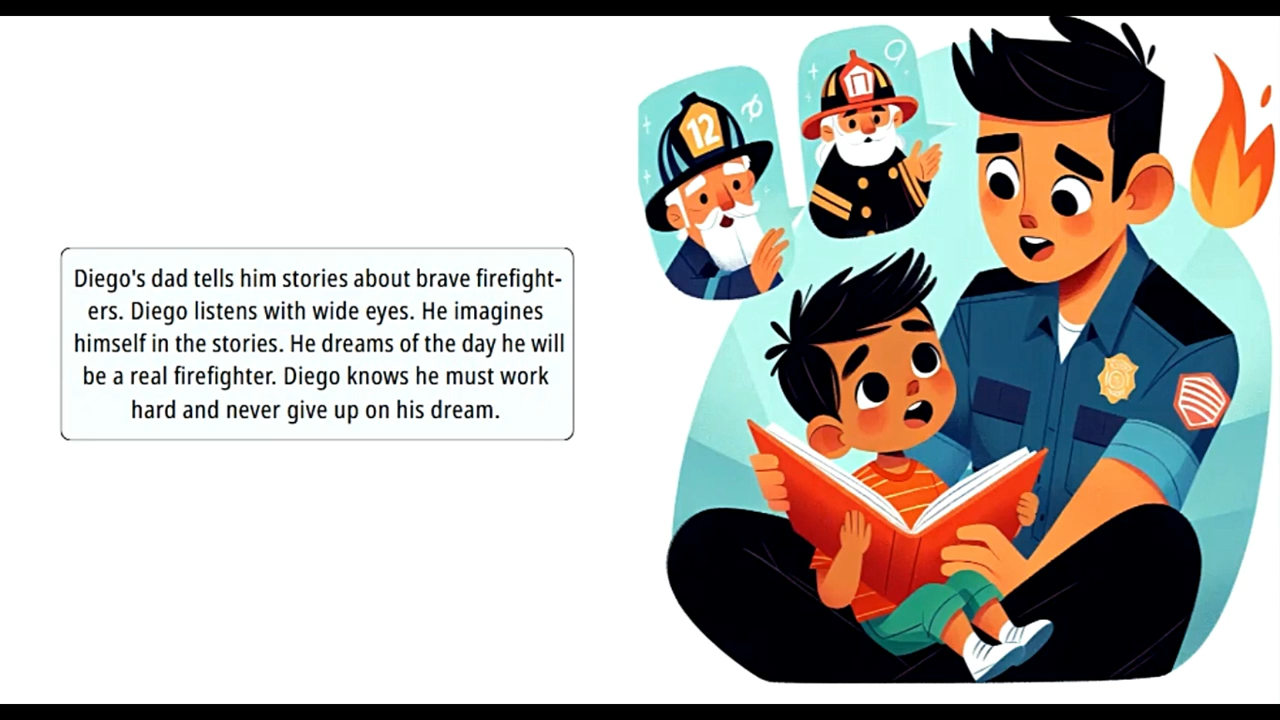 Diego's dad tells him stories about brave firefight-
ers. Diego listens with wide eyes. He imagines
himself in the stories. He dreams of the day he will
be a real firefighter. Diego knows he must work
hard and never give up on his dream.
12